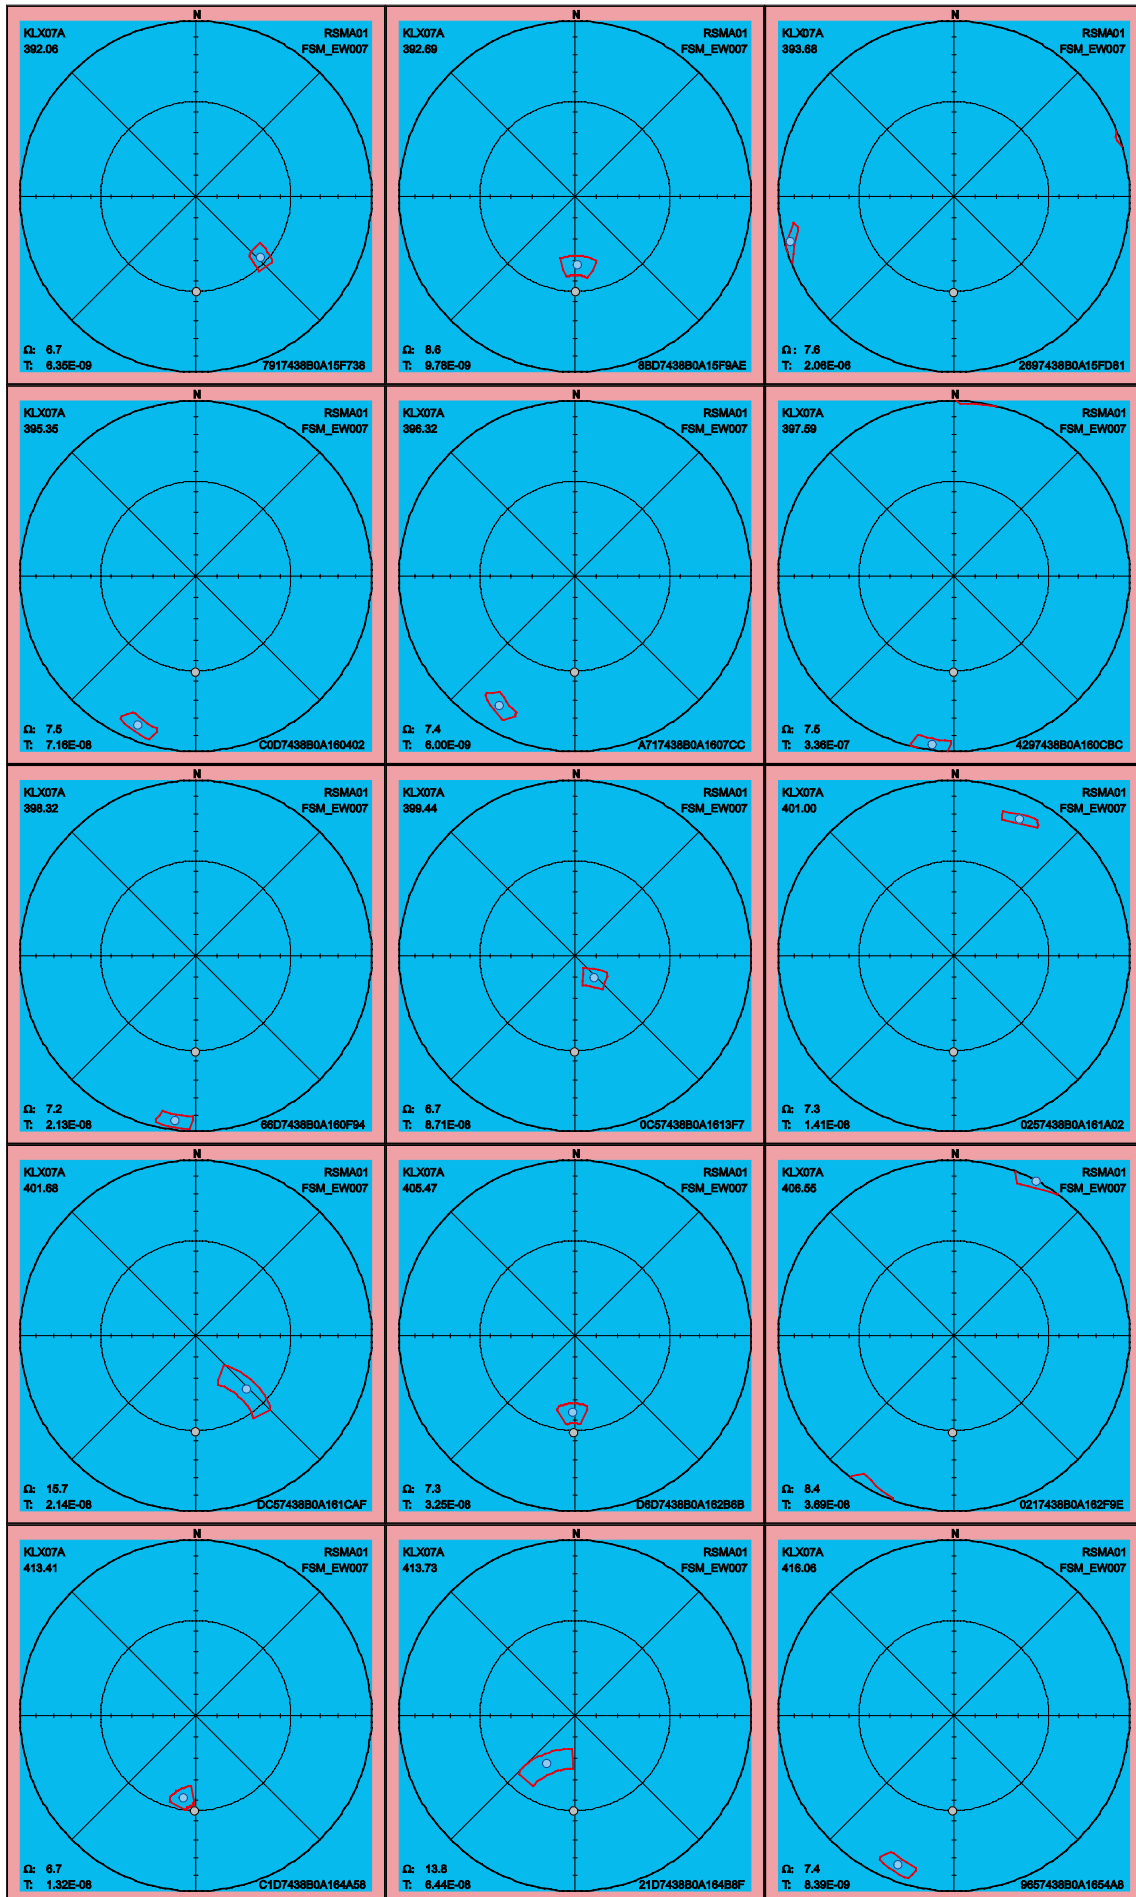 N N N
KLX07A RSMA01 KLX07A RSMA01 KLX07A RSMA01
392.06 FSM_EW007 392.69 FSM_EW007 393.68 FSM_EW007
Ω: 6.7 Ω: 8.6 Ω: 7.6
T: 6.35E-09 7917438B0A15F738 T: 9.78E-09 8BD7438B0A15F9AE T: 2.06E-06 2697438B0A15FD81
N N N
KLX07A RSMA01 KLX07A RSMA01 KLX07A RSMA01
395.35 FSM_EW007 396.32 FSM_EW007 397.59 FSM_EW007
Ω: 7.5 Ω: 7.4 Ω: 7.5
T: 7.16E-08 C0D7438B0A160402 T: 6.00E-09 A717438B0A1607CC T: 3.36E-07 4297438B0A160CBC
N N N
KLX07A RSMA01 KLX07A RSMA01 KLX07A RSMA01
398.32 FSM_EW007 399.44 FSM_EW007 401.00 FSM_EW007
Ω: 7.2 Ω: 6.7 Ω: 7.3
T: 2.13E-08 66D7438B0A160F94 T: 8.71E-08 0C57438B0A1613F7 T: 1.41E-08 0257438B0A161A02
N N N
KLX07A RSMA01 KLX07A RSMA01 KLX07A RSMA01
401.68 FSM_EW007 405.47 FSM_EW007 406.55 FSM_EW007
Ω: 15.7 Ω: 7.3 Ω: 8.4
T: 2.14E-08 DC57438B0A161CAF T: 3.25E-08 D6D7438B0A162B6B T: 3.69E-08 0217438B0A162F9E
N N N
KLX07A RSMA01 KLX07A RSMA01 KLX07A RSMA01
413.41 FSM_EW007 413.73 FSM_EW007 416.06 FSM_EW007
Ω: 6.7 Ω: 13.8 Ω: 7.4
T: 1.32E-08 C1D7438B0A164A58 T: 6.44E-08 21D7438B0A164B8F T: 8.39E-09 9657438B0A1654A8